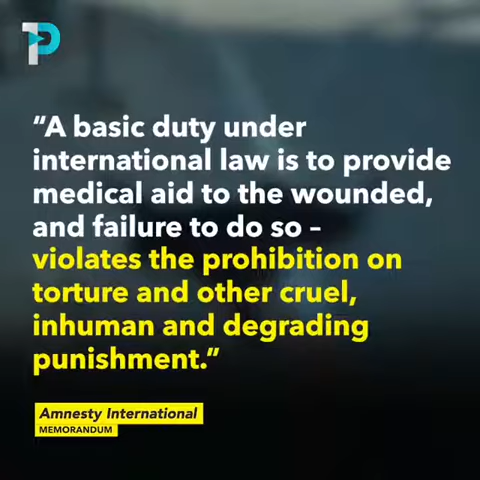 “A basic duty under
international law is to provide
medical aid to the wounded,
and failure to do so –
violates the prohibition on
torture and other cruel,
inhuman and degrading
punishment.”
Amnesty International
MEMORANDUM